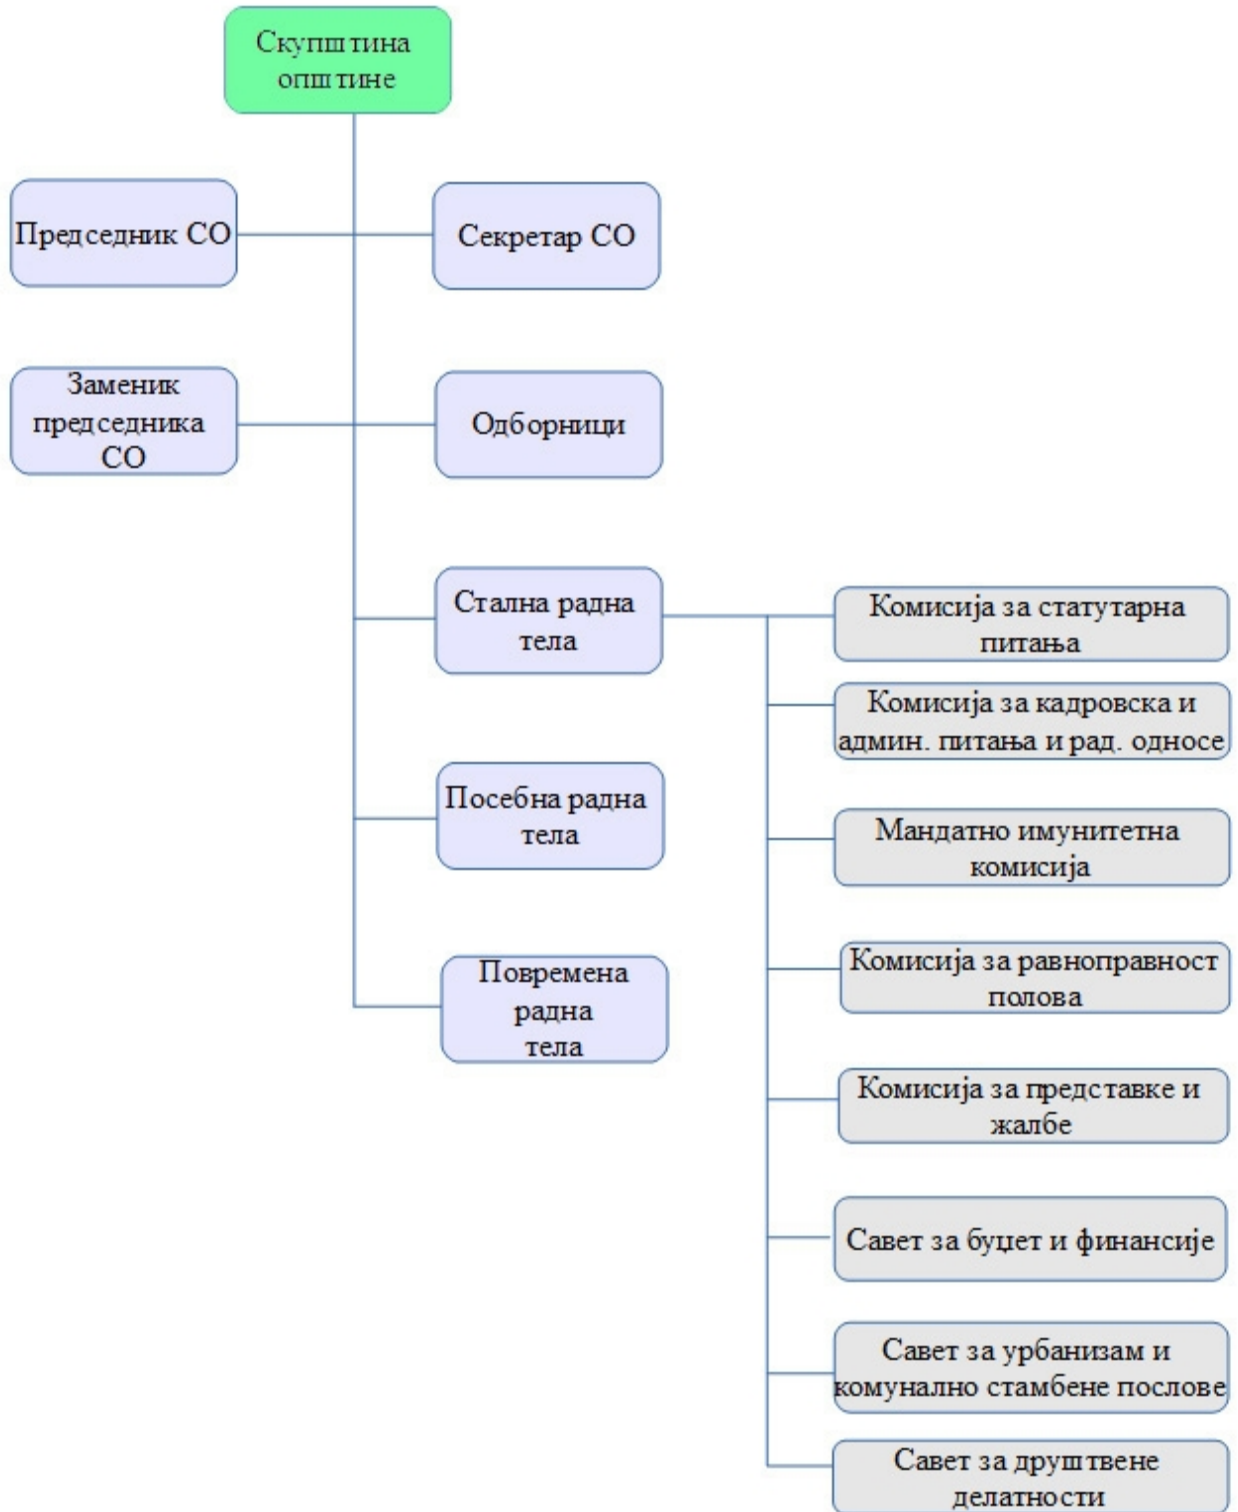 Скупштина
општине
Председник СО
Секретар СО
Заменик
председника
СО
Одборници
Стална радна
тела
Посебна радна
тела
Повремена
радна
тела
Комисија за статутарна
питања
Комисија за кадровска и
админ. питања и рад. односе
Мандатно имунитетна
комисија
Комисија за равноправност
полова
Комисија за представке и
жалбе
Савет за буџет и финансије
Савет за урбанизам и
комунално стамбене послове
Савет за друштвене
делатности